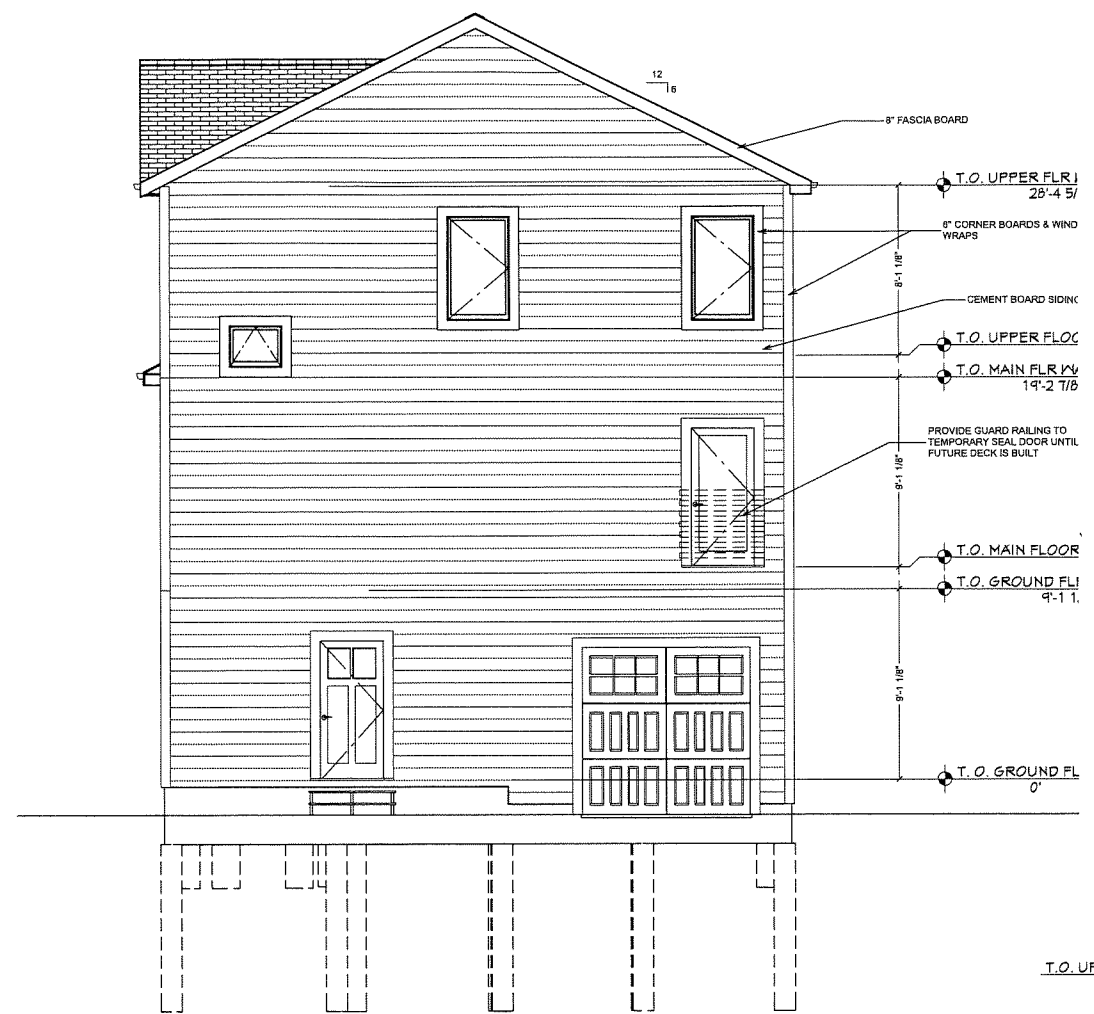 12
6
8" FASCIA BOARD
T.O. UPPER FLR
28'-4 5/
6" CORNER BOARDS & WIND
WRAPS
8'-1 1/8"
CEMENT BOARD SIDING
T.O. UPPER FLOO
T.O. MAIN FLR WA
19'-2 7/8
PROVIDE GUARD RAILING TO
TEMPORARY SEAL DOOR UNTIL
FUTURE DECK IS BUILT
9'-1 1/8"
T.O. MAIN FLOOR
T.O. GROUND FL
9'-1 1
9'-1 1/8"
T. O. GROUND FL
0'
T.O. UF